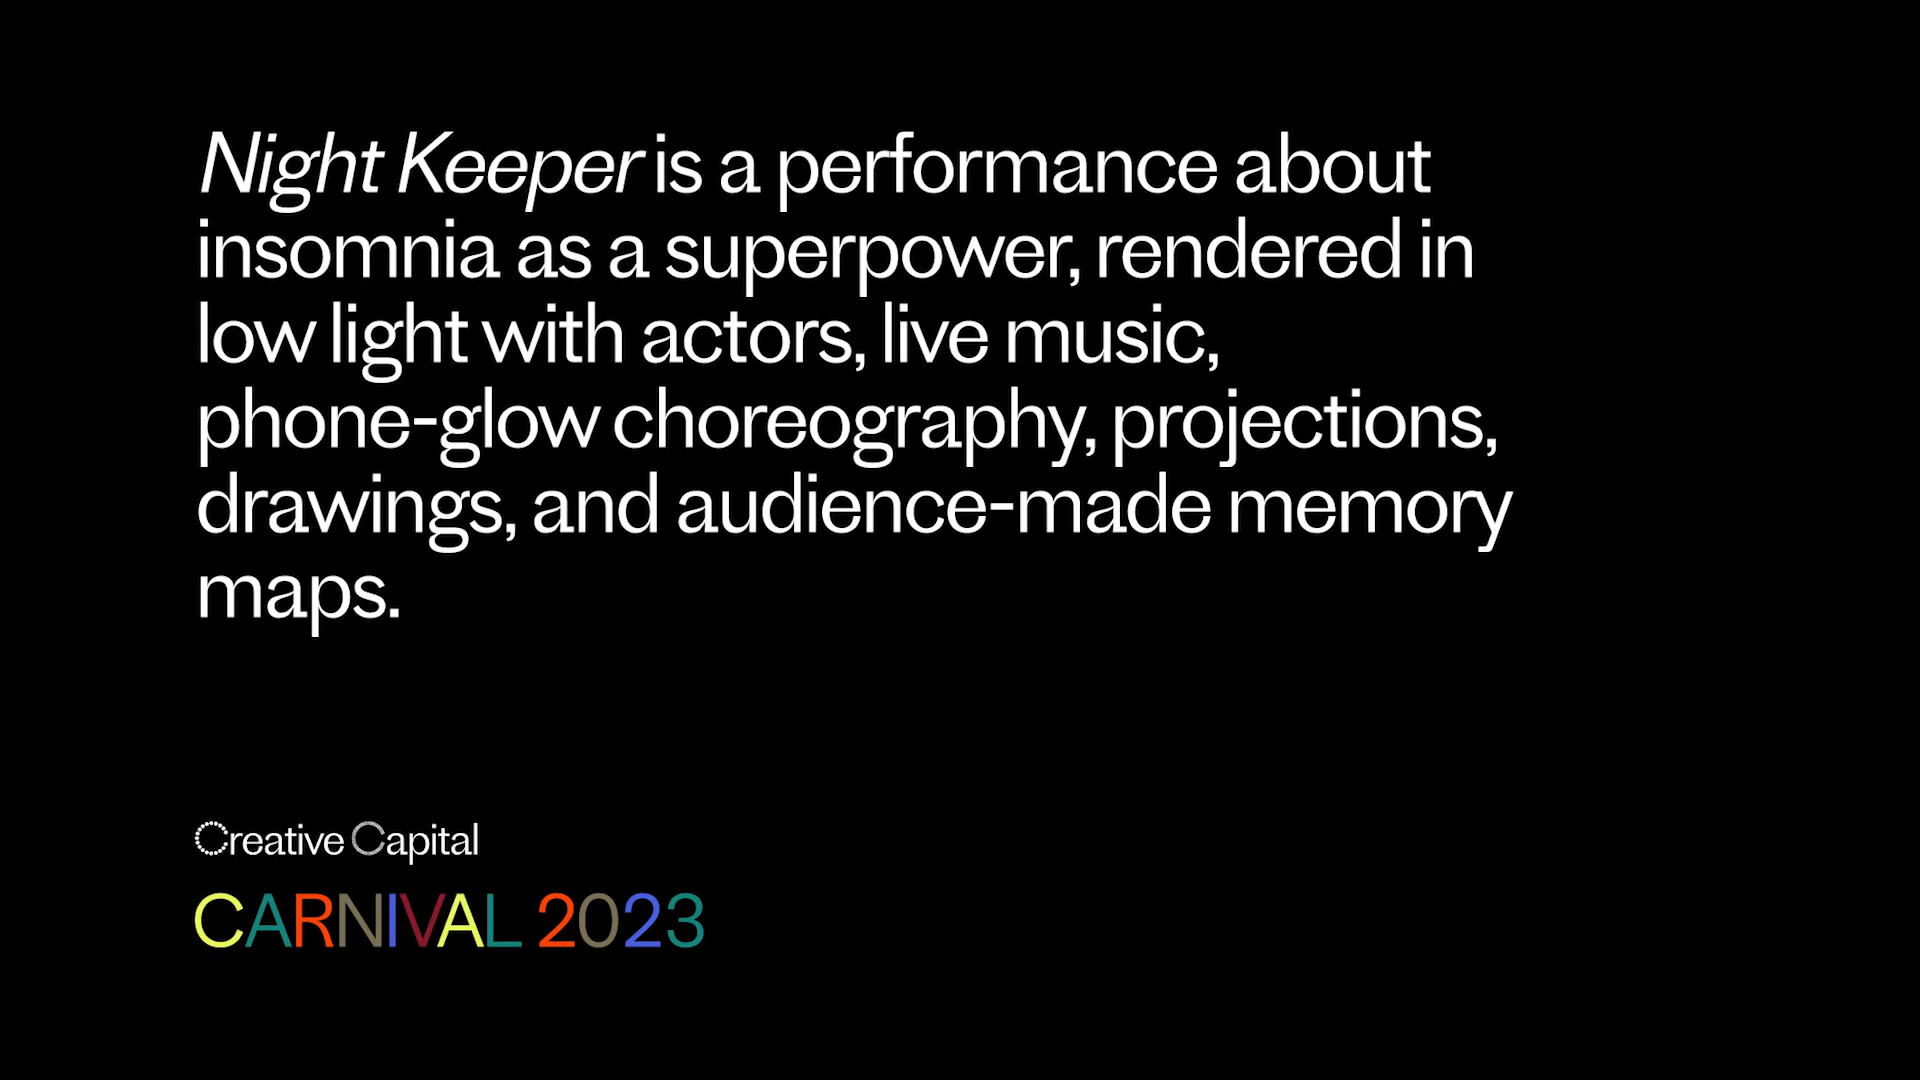 Night Keeper is a performance about
insomnia as a superpower, rendered in
low light with actors, live music,
phone-glow choreography, projections,
drawings, and audience-made memory
maps.
Creative Capital
CARNIVAL 2023